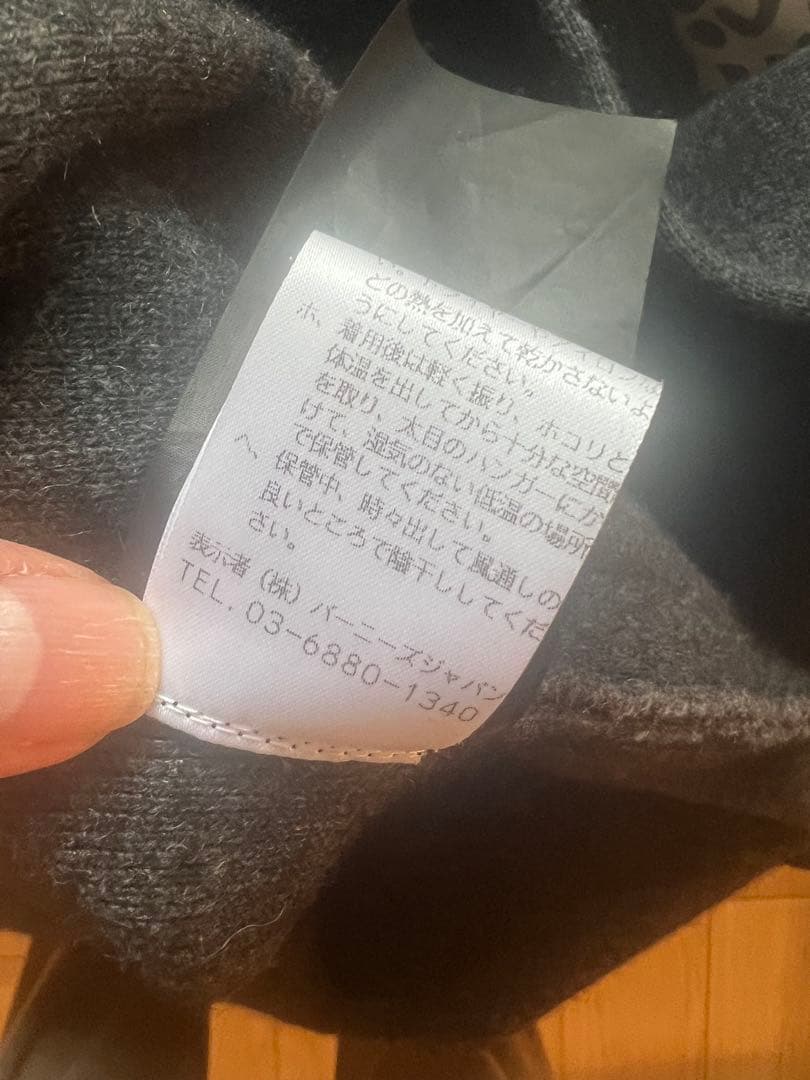 どの熱を加えて乾かさないよ
うにしてください。
ホ、着用後は軽く振り、ホコリと
体温を出してから十分な空間
を取り、太目のハンガーにか
けて、湿気のない低温の場所
で保管してください。
ヘ、保管中、時々出して風通しの
良いところで陰干ししてくだ
さい。
表示者 (株) バーニーズジャパン
TEL. 03-6880-1340